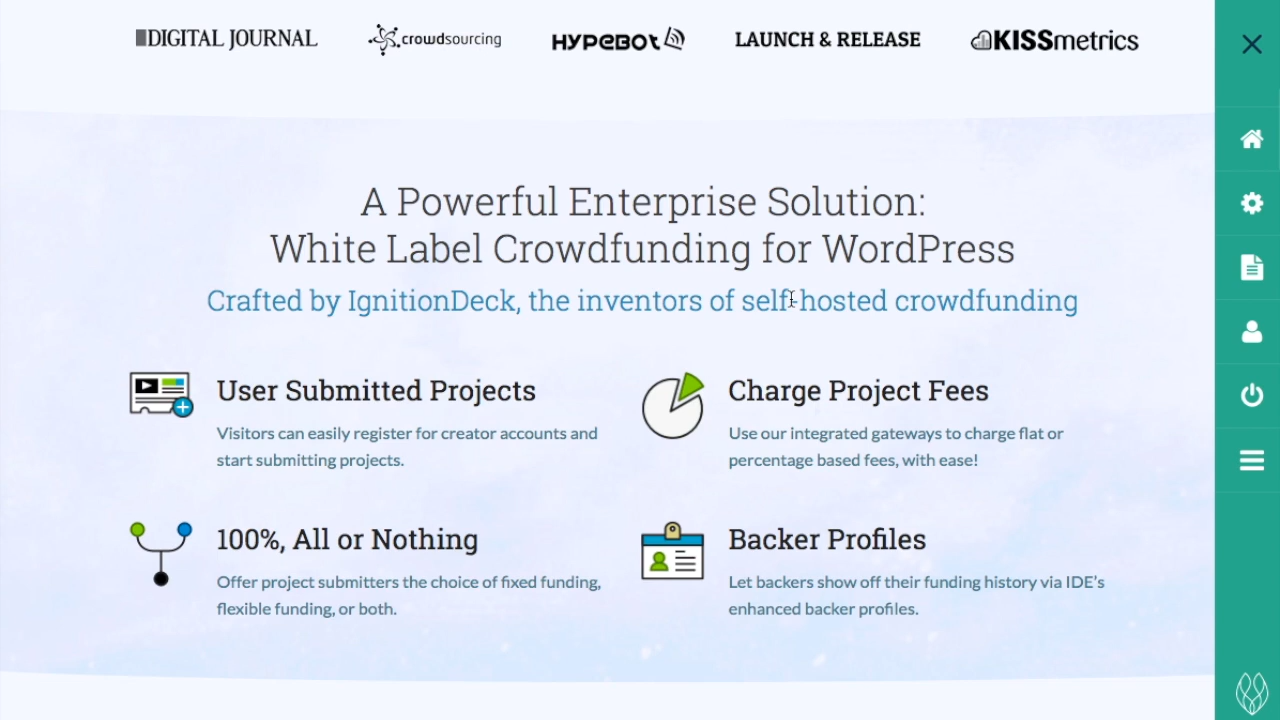 DIGITAL JOURNAL
crowdsourcing
HYPEBOT
LAUNCH & RELEASE
KISSmetrics
A Powerful Enterprise Solution:
White Label Crowdfunding for WordPress
Crafted by IgnitionDeck, the inventors of self-hosted crowdfunding
User Submitted Projects
Visitors can easily register for creator accounts and
start submitting projects.
Charge Project Fees
Use our integrated gateways to charge flat or
percentage based fees, with ease!
100%, All or Nothing
Offer project submitters the choice of fixed funding,
flexible funding, or both.
Backer Profiles
Let backers show off their funding history via IDE's
enhanced backer profiles.